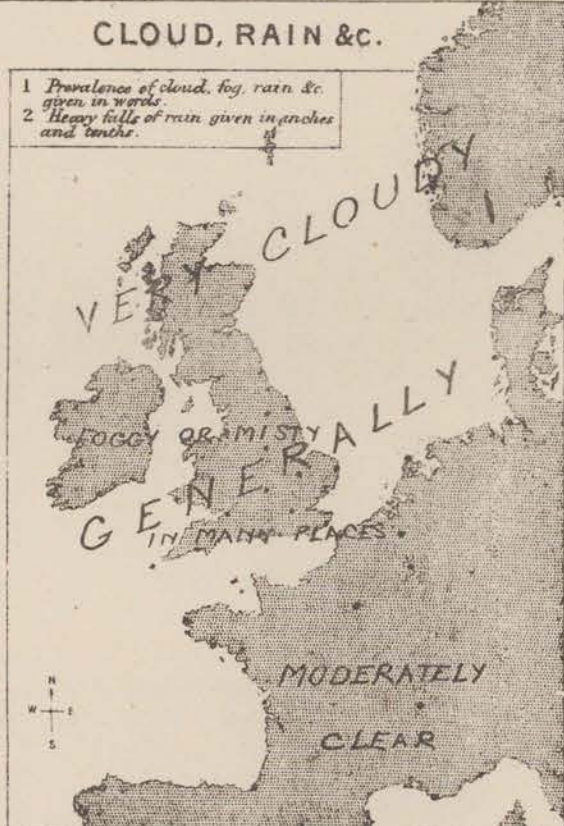 CLOUD, RAIN &c.
1 Prevalence of cloud, fog, rain &c.
given in words.
2 Heavy falls of rain given in inches
and tenths.
VERY CLOUDY
GENERALLY
FOGGY OR MISTY
IN MANY PLACES
MODERATELY
CLEAR
N
W E
S